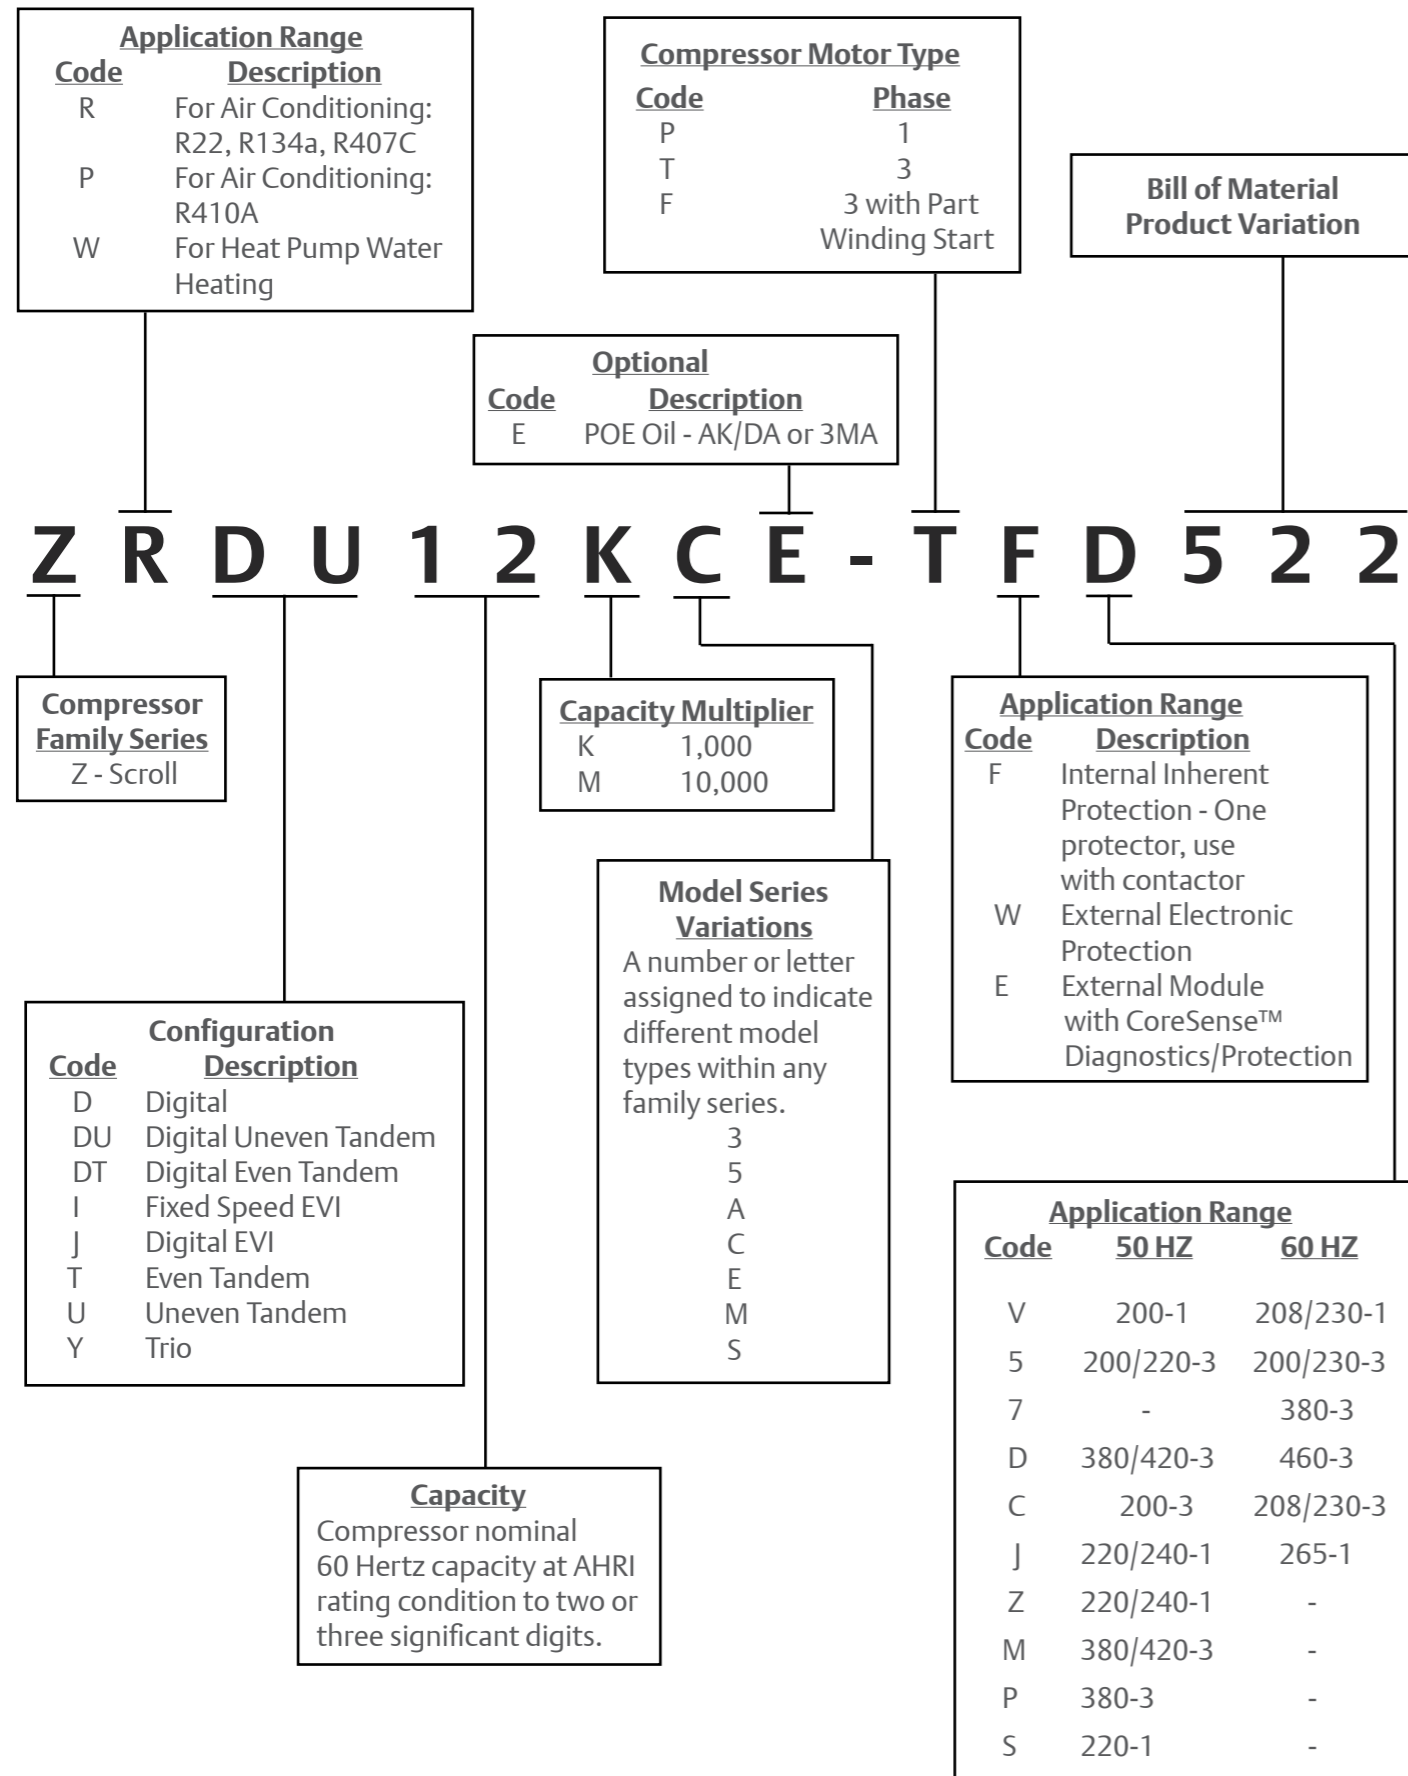 Application Range
Code Description
R For Air Conditioning:
R22, R134a, R407C
P For Air Conditioning:
R410A
W For Heat Pump Water
Heating
Compressor Motor Type
Code Phase
P 1
T 3
F 3 with Part
Winding Start
Bill of Material
Product Variation
Optional
Code Description
E POE Oil - AK/DA or 3MA
Z R D U 1 2 K C E - T F D 5 2 2
Compressor
Family Series
Z - Scroll
Capacity Multiplier
K 1,000
M 10,000
Application Range
Code Description
F Internal Inherent
Protection - One
protector, use
with contactor
W External Electronic
Protection
E External Module
with CoreSense™
Diagnostics/Protection
Model Series
Variations
A number or letter
assigned to indicate
different model
types within any
family series.
3
5
A
C
E
M
S
Configuration
Code Description
D Digital
DU Digital Uneven Tandem
DT Digital Even Tandem
I Fixed Speed EVI
J Digital EVI
T Even Tandem
U Uneven Tandem
Y Trio
Application Range
Code 50 HZ 60 HZ
V 200-1 208/230-1
5 200/220-3 200/230-3
7 - 380-3
D 380/420-3 460-3
C 200-3 208/230-3
J 220/240-1 265-1
Z 220/240-1 -
M 380/420-3 -
P 380-3 -
S 220-1 -
Capacity
Compressor nominal
60 Hertz capacity at AHRI
rating condition to two or
three significant digits.